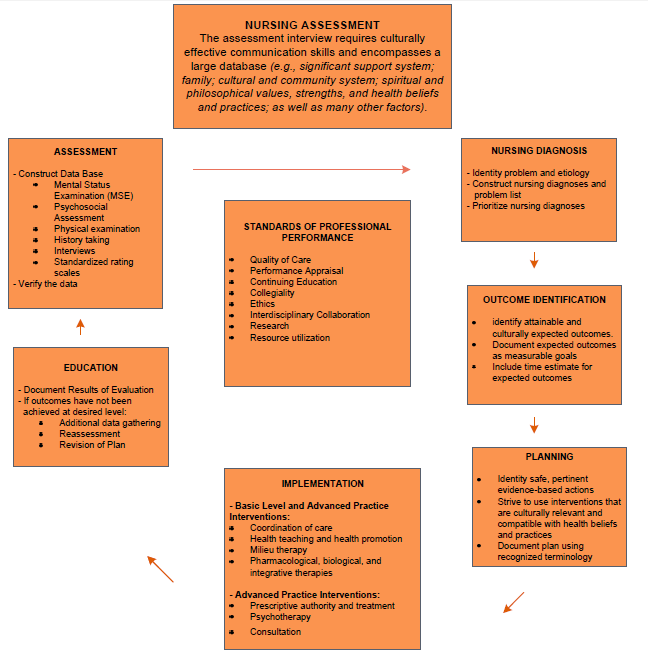 NURSING ASSESSMENT
The assessment interview requires culturally
effective communication skills and encompasses a
large database (e.g., significant support system;
family; cultural and community system; spiritual and
philosophical values, strengths, and health beliefs
and practices; as well as many other factors).
ASSESSMENT
- Construct Data Base
Mental Status
Examination (MSE)
Psychosocial
Assessment
Physical examination
History taking
Interviews
Standardized rating
scales
- Verify the data
NURSING DIAGNOSIS
- Identity problem and etiology
- Construct nursing diagnoses and
problem list
- Prioritize nursing diagnoses
STANDARDS OF PROFESSIONAL
PERFORMANCE
Quality of Care
Performance Appraisal
Continuing Education
Collegiality
Ethics
Interdisciplinary Collaboration
Research
Resource utilization
OUTCOME IDENTIFICATION
identify attainable and
culturally expected outcomes.
Document expected outcomes
as measurable goals
Include time estimate for
expected outcomes
EDUCATION
- Document Results of Evaluation
- If outcomes have not been
achieved at desired level:
Additional data gathering
Reassessment
Revision of Plan
PLANNING
Identity safe, pertinent
evidence-based actions
Strive to use interventions that
are culturally relevant and
compatible with health beliefs
and practices
Document plan using
recognized terminology
IMPLEMENTATION
- Basic Level and Advanced Practice
Interventions:
Coordination of care
Health teaching and health promotion
Milieu therapy
Pharmacological, biological, and
integrative therapies
- Advanced Practice Interventions:
Prescriptive authority and treatment
Psychotherapy
Consultation